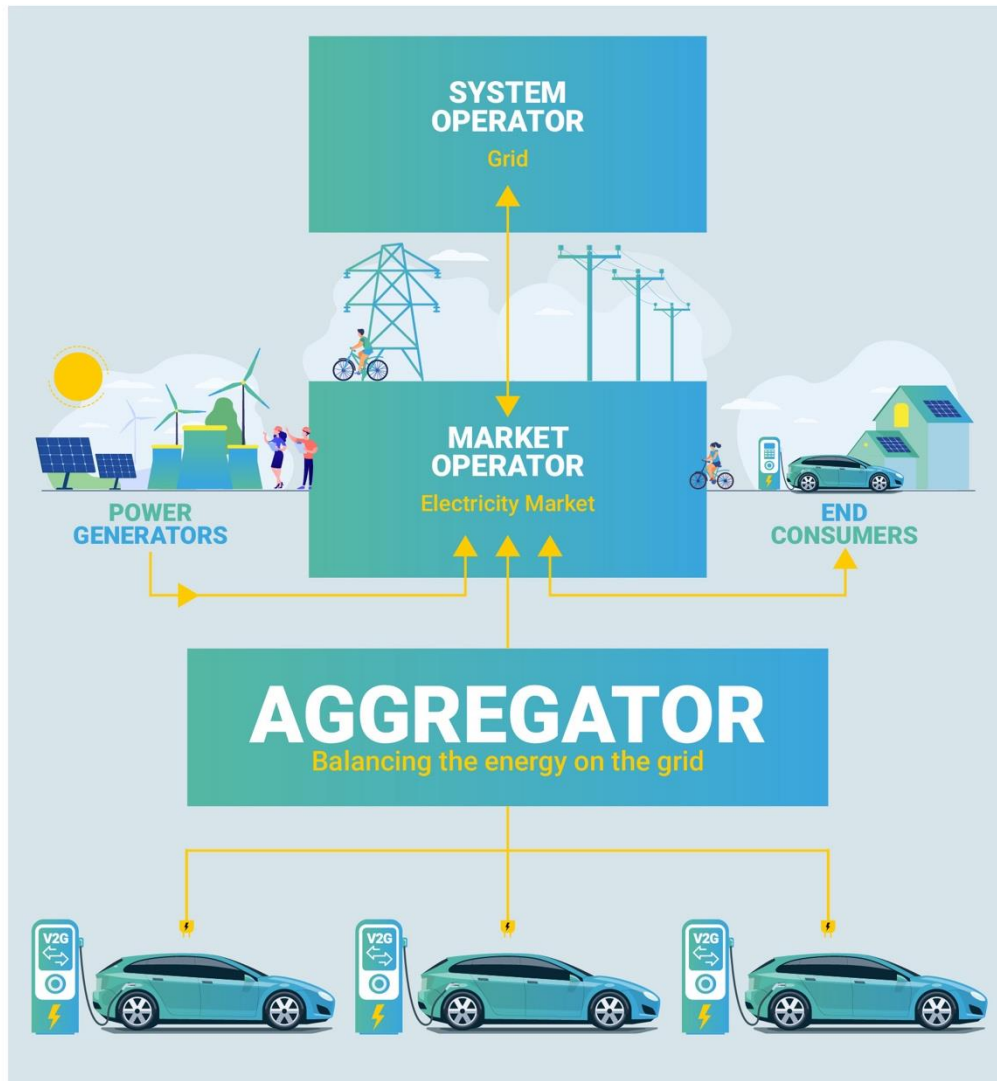 SYSTEM
OPERATOR
Grid
MARKET
OPERATOR
Electricity Market
POWER
GENERATORS
END
CONSUMERS
AGGREGATOR
Balancing the energy on the grid
V2G
V2G
V2G